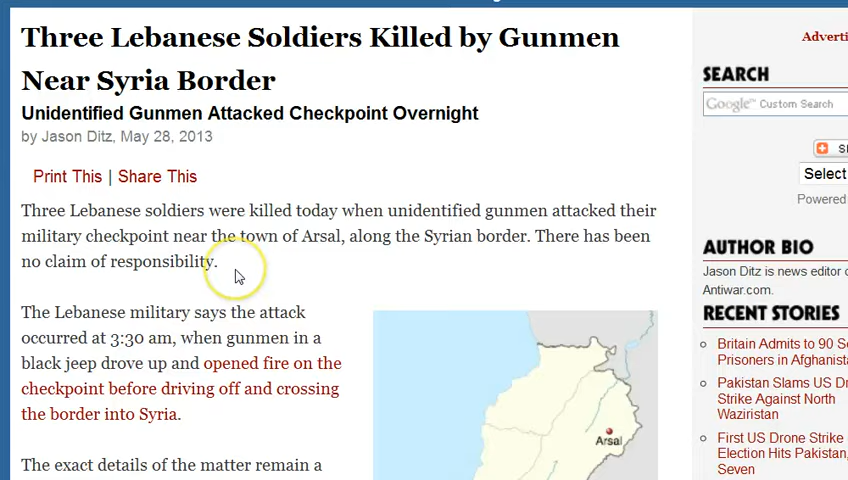 Three Lebanese Soldiers Killed by Gunmen
Near Syria Border
Unidentified Gunmen Attacked Checkpoint Overnight
by Jason Ditz, May 28, 2013
Print This | Share This
Three Lebanese soldiers were killed today when unidentified gunmen attacked their
military checkpoint near the town of Arsal, along the Syrian border. There has been
no claim of responsibility.
The Lebanese military says the attack
occurred at 3:30 am, when gunmen in a
black jeep drove up and opened fire on the
checkpoint before driving off and crossing
the border into Syria.
The exact details of the matter remain a
Arsal
Adverti
SEARCH
Google™ Custom Search
Select
Powered
AUTHOR BIO
Jason Ditz is news editor o
Antiwar.com.
RECENT STORIES
Britain Admits to 90 Se
Prisoners in Afghanista
Pakistan Slams US Dr
Strike Against North
Waziristan
First US Drone Strike
Election Hits Pakistan,
Seven